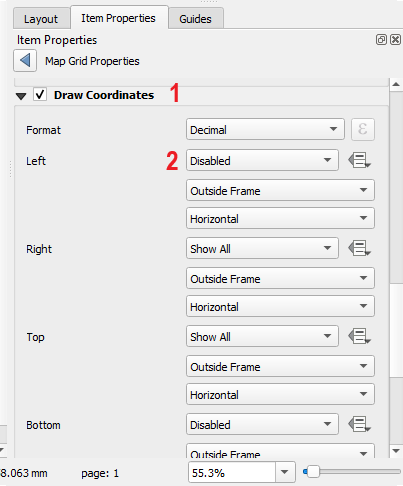 Layout Item Properties Guides
Item Properties
Map Grid Properties
Draw Coordinates 1
Format Decimal ε
Left 2 Disabled
Outside Frame
Horizontal
Right Show All
Outside Frame
Horizontal
Top Show All
Outside Frame
Horizontal
Bottom Disabled
Outside Frame
8.063 mm page: 1 55.3%